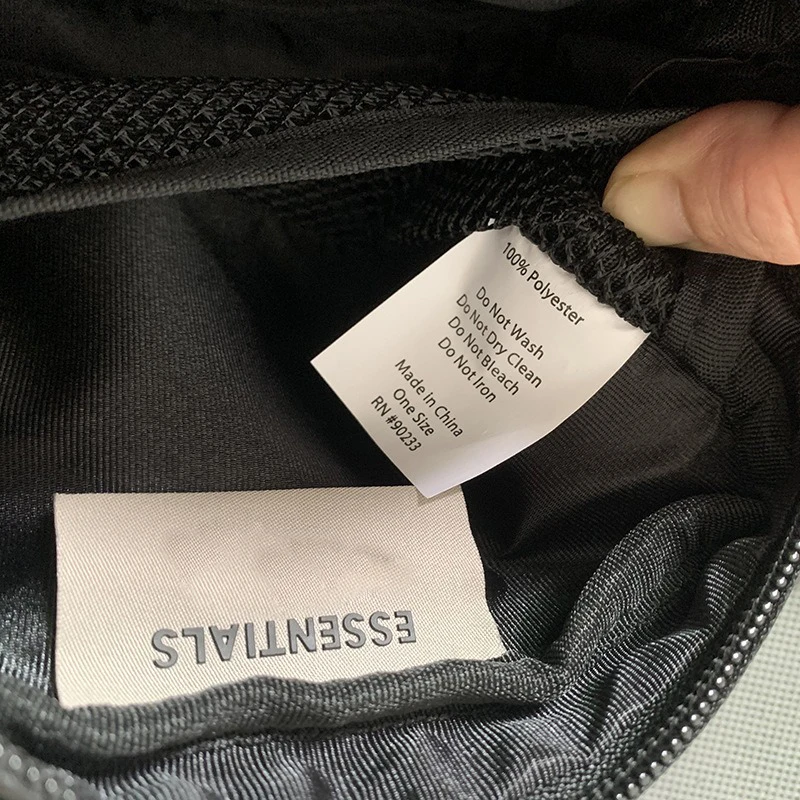 100% Polyester
Do Not Wash
Do Not Dry Clean
Do Not Bleach
Do Not Iron
Made in China
One Size
RN #90233
ESSENTIALS